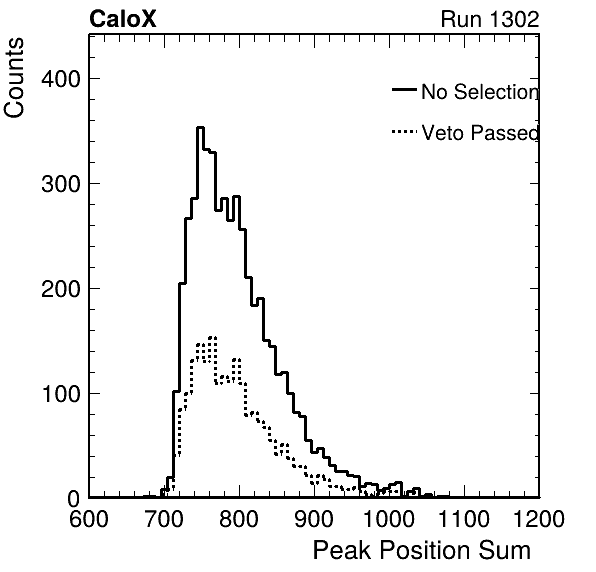 CaloX Run 1302
Counts
400
300
200
100
0
No Selection
Veto Passed
600 700 800 900 1000 1100 1200
Peak Position Sum